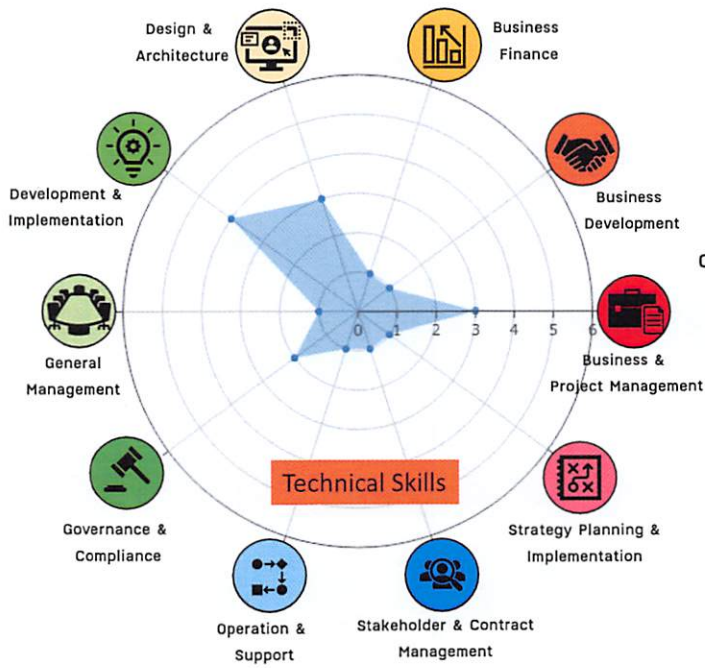 Design &
Architecture
Business
Finance
Development &
Implementation
Business
Development
General
Management
0 1 2 3 4 5 6
Business &
Project Management
Technical Skills
Governance &
Compliance
Strategy Planning &
Implementation
Operation &
Support
Stakeholder & Contract
Management